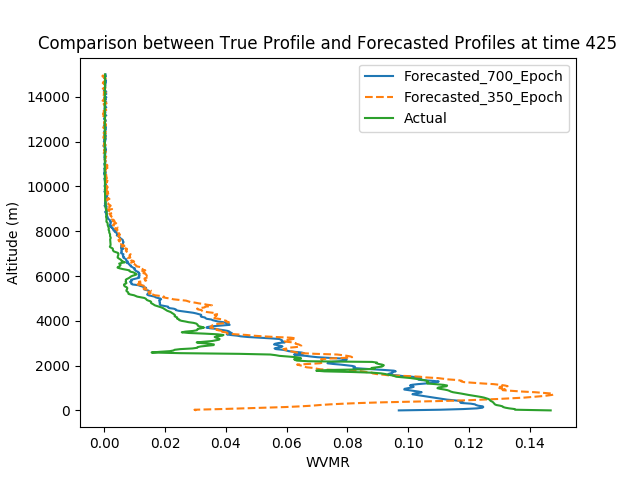 Comparison between True Profile and Forecasted Profiles at time 425
Forecasted_700_Epoch
Forecasted_350_Epoch
Actual
Altitude (m)
14000
12000
10000
8000
6000
4000
2000
0
0.00 0.02 0.04 0.06 0.08 0.10 0.12 0.14
WVMR